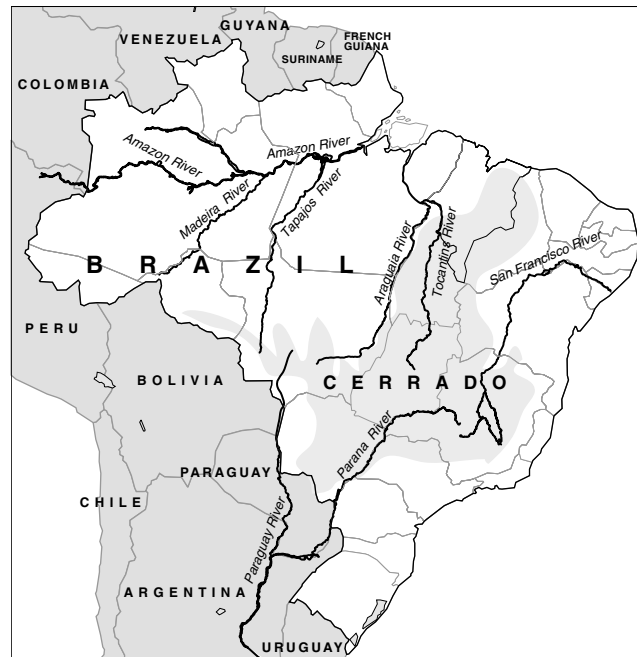 GUYANA
VENEZUELA
FRENCH
GUIANA
SURINAME
COLOMBIA
Amazon River
Amazon River
Madeira River
Tapajos River
San Francisco River
Araguaia River
Tocantins River
BRAZIL
PERU
BOLIVIA
CERRADO
Parana River
PARAGUAY
CHILE
Paraguay River
ARGENTINA
URUGUAY